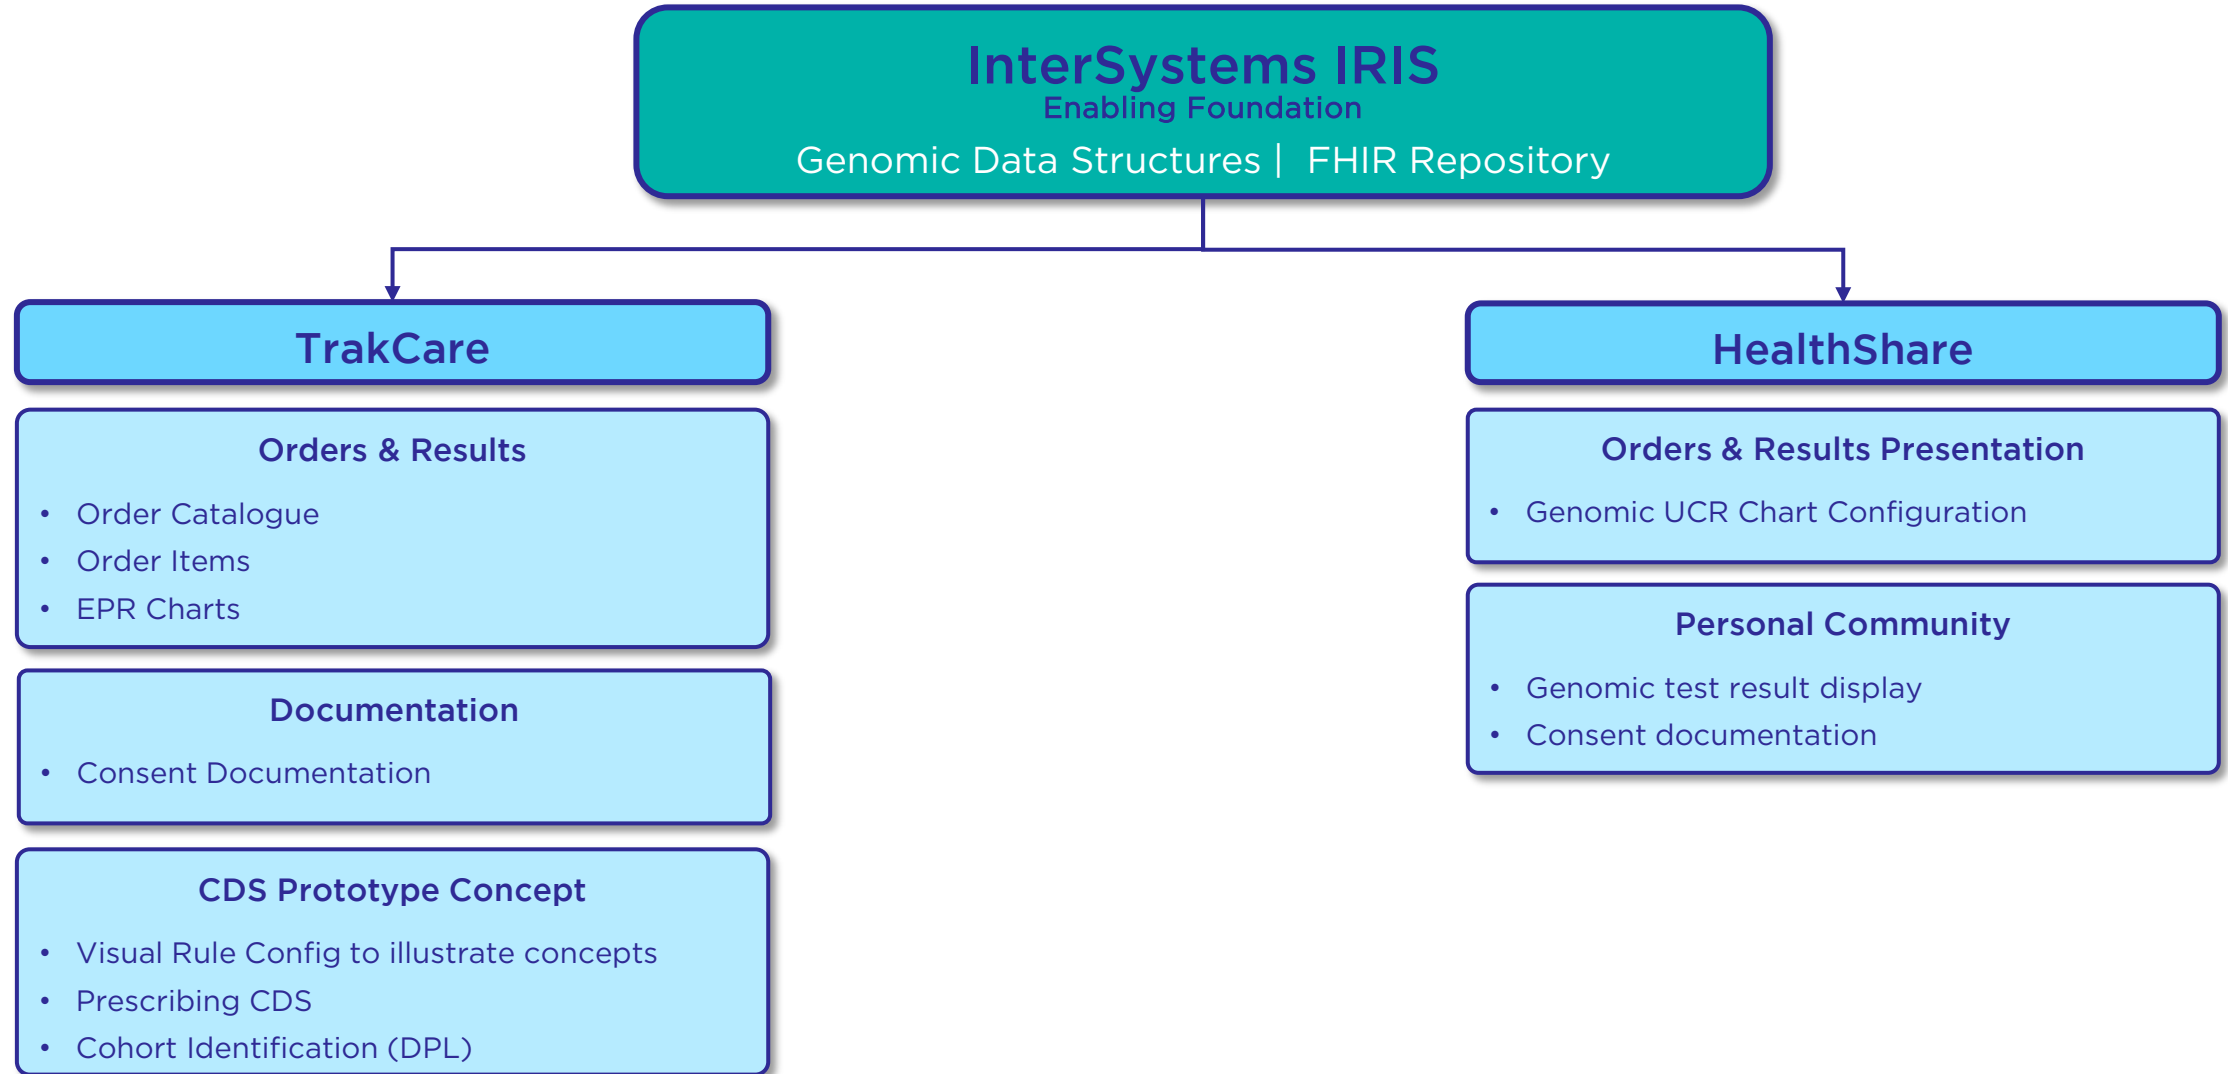 InterSystems IRIS
Enabling Foundation
Genomic Data Structures | FHIR Repository
TrakCare
Orders & Results
• Order Catalogue
• Order Items
• EPR Charts
Documentation
• Consent Documentation
CDS Prototype Concept
• Visual Rule Config to illustrate concepts
• Prescribing CDS
• Cohort Identification (DPL)
HealthShare
Orders & Results Presentation
• Genomic UCR Chart Configuration
Personal Community
• Genomic test result display
• Consent documentation